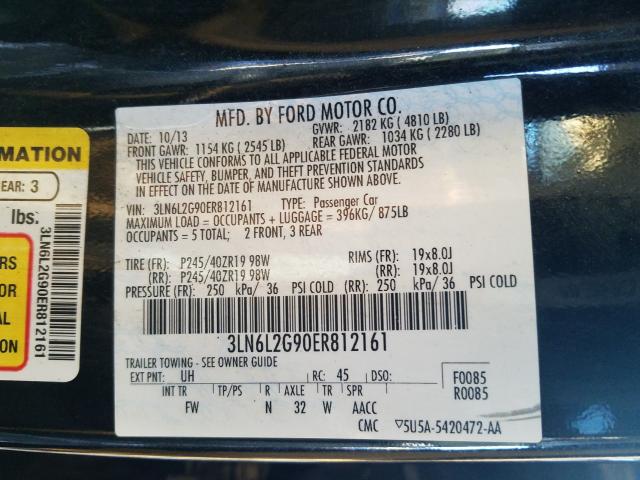 MFD. BY FORD MOTOR CO.
DATE: 10/13 GVWR: 2182 KG ( 4810 LB)
FRONT GAWR: 1154 KG ( 2545 LB) REAR GAWR: 1034 KG ( 2280 LB)
THIS VEHICLE CONFORMS TO ALL APPLICABLE FEDERAL MOTOR
VEHICLE SAFETY, BUMPER, AND THEFT PREVENTION STANDARDS
IN EFFECT ON THE DATE OF MANUFACTURE SHOWN ABOVE.
VIN: 3LN6L2G90ER812161 TYPE: Passenger Car
MAXIMUM LOAD = OCCUPANTS + LUGGAGE = 396KG/ 875LB
OCCUPANTS = 5 TOTAL; 2 FRONT, 3 REAR
TIRE (FR): P245/40ZR19 98W RIMS (FR): 19x8.0J
(RR): P245/40ZR19 98W (RR): 19x8.0J
PRESSURE (FR): 250 kPa/ 36 PSI COLD (RR): 250 kPa/ 36 PSI COLD
3LN6L2G90ER812161
TRAILER TOWING - SEE OWNER GUIDE
EXT PNT: UH RC: 45 DSO: F0085
INT TR TP/PS R AXLE TR SPR R0085
FW N 32 W AACC
CMC ▽5U5A-5420472-AA
RMATION
EAR: 3
lbs.
RS
OR
AL
ON
3LN6L2G90ER812161